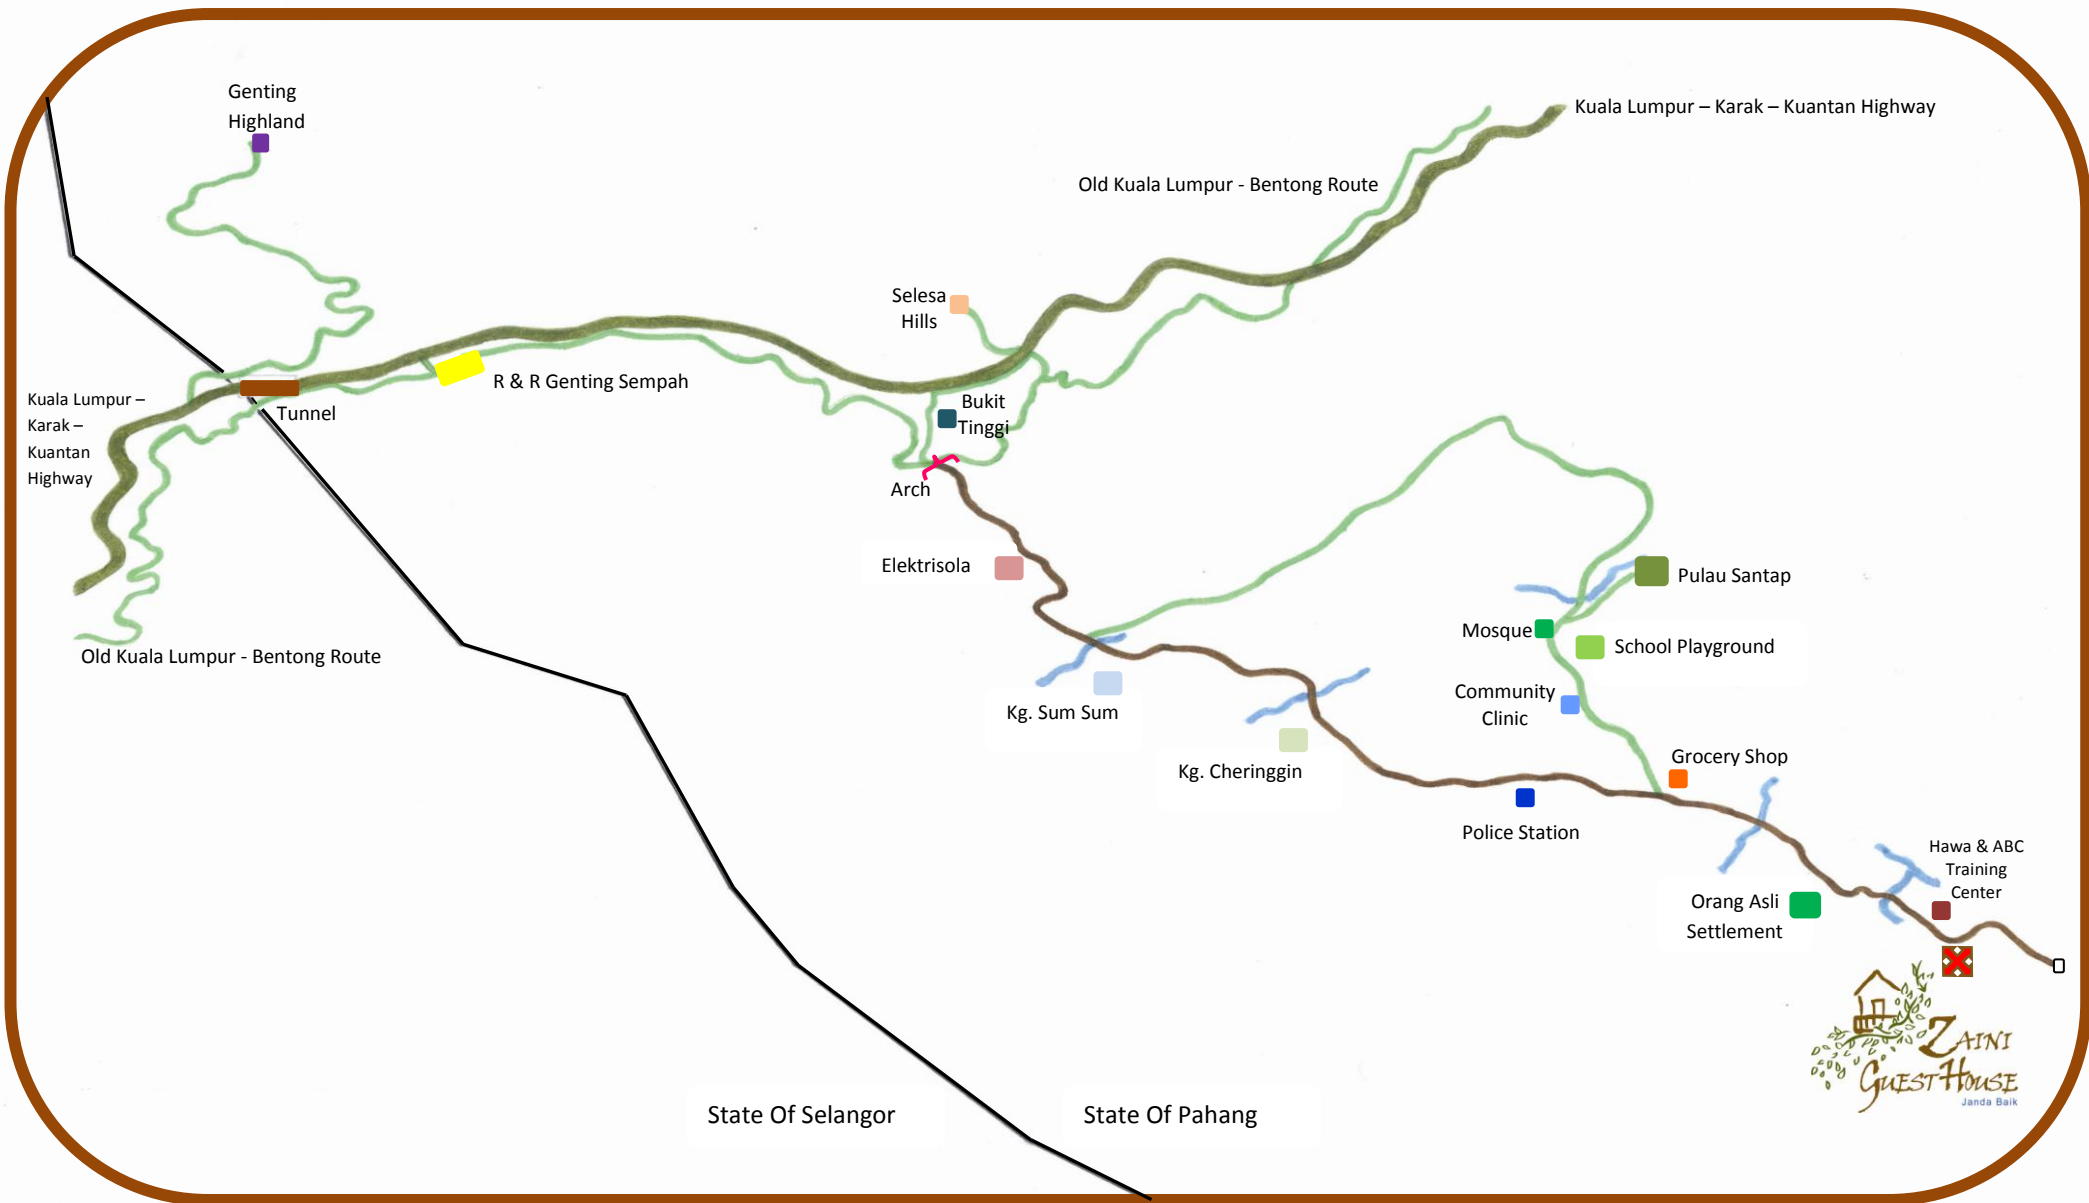 Genting
Highland
Kuala Lumpur – Karak – Kuantan Highway
Old Kuala Lumpur - Bentong Route
Selesa
Hills
R & R Genting Sempah
Kuala Lumpur –
Karak –
Kuantan
Highway
Tunnel
Bukit
Tinggi
Arch
Elektrisola
Pulau Santap
Mosque
School Playground
Old Kuala Lumpur - Bentong Route
Community
Clinic
Kg. Sum Sum
Kg. Cheringgin
Grocery Shop
Police Station
Hawa & ABC
Training
Center
Orang Asli
Settlement
ZAINI
GUEST HOUSE
Janda Baik
State Of Selangor
State Of Pahang